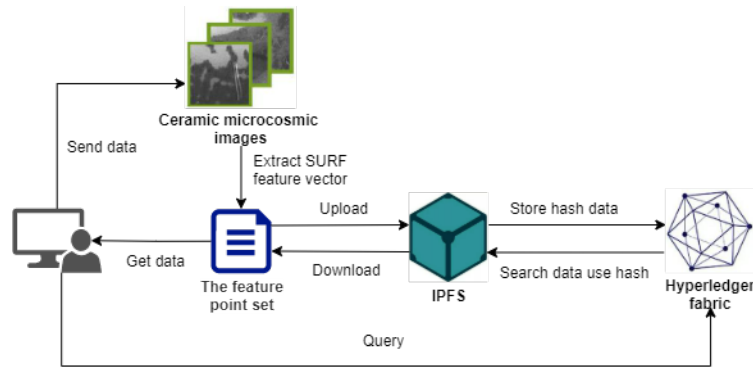 Ceramic microcosmic
images
Send data
Extract SURF
feature vector
Upload
Store hash data
Get data
Download
Search data use hash
The feature
point set
IPFS
Hyperledger
fabric
Query